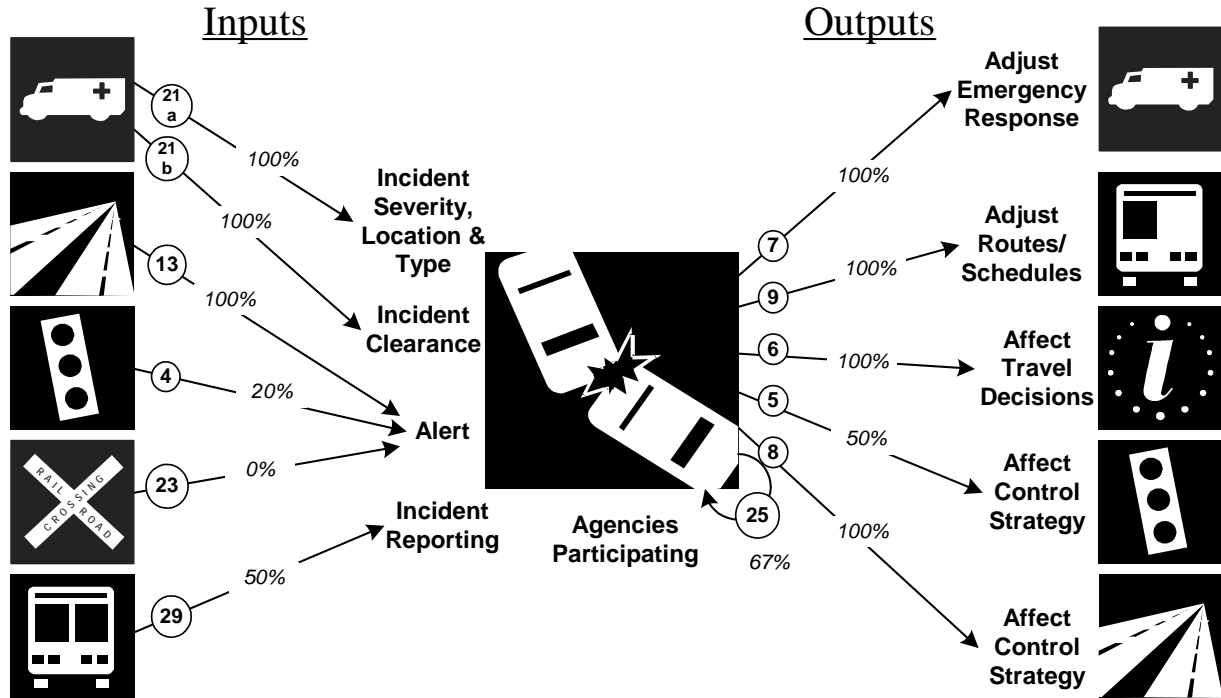 Inputs
Outputs
21
a
100%
Incident
Severity,
Location &
Type
21
b
100%
Incident
Clearance
13
100%
4
20%
Alert
RAIL
CROSSING
ROAD
23
0%
29
50%
Incident
Reporting
Agencies
Participating
25
67%
7
100%
Adjust
Emergency
Response
9
100%
Adjust
Routes/
Schedules
6
100%
Affect
Travel
Decisions
i
5
50%
Affect
Control
Strategy
8
100%
Affect
Control
Strategy